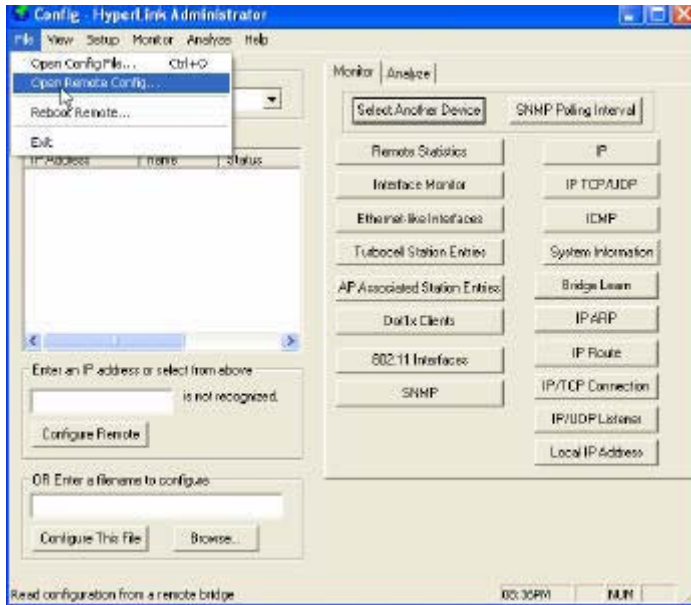 Config - HyperLink Administrator
File View Setup Monitor Analyze Help
Open Config File... Ctrl+O
Open Remote Config...
Reboot Remote...
Exit
IP Address Name Status
Enter an IP address or select from above
is not recognized.
Configure Remote
OR Enter a filename to configure
Configure This File Browse...
Monitor Analyze
Select Another Device SNMP Polling Interval
Remote Statistics IP
Interface Monitor IP TCP/UDP
Ethernet-like Interfaces ICMP
Turbocell Station Entries System Information
AP Associated Station Entries Bridge Learn
Dot1x Clients IP ARP
802.11 Interfaces IP Route
SNMP IP/TCP Connection
IP/UDP Listener
Local IP Address
Read configuration from a remote bridge 05:35PM NUM